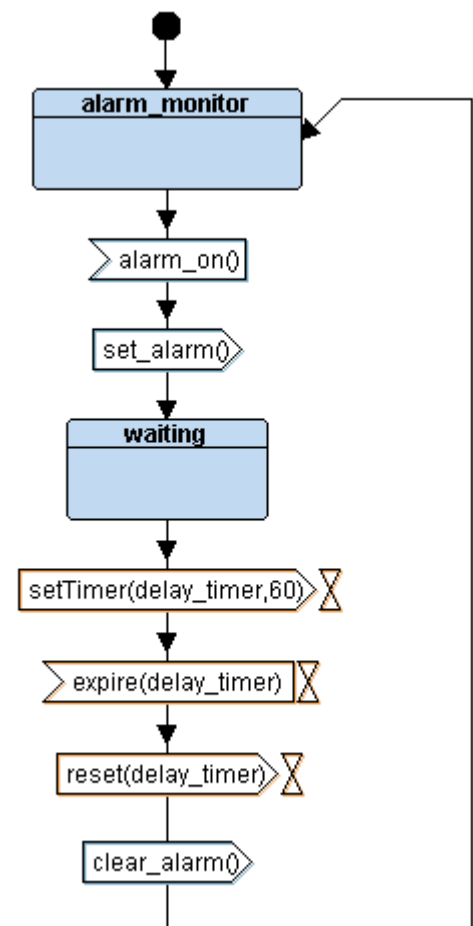 alarm_monitor
alarm_on()
set_alarm()
waiting
setTimer(delay_timer,60)
expire(delay_timer)
reset(delay_timer)
clear_alarm()